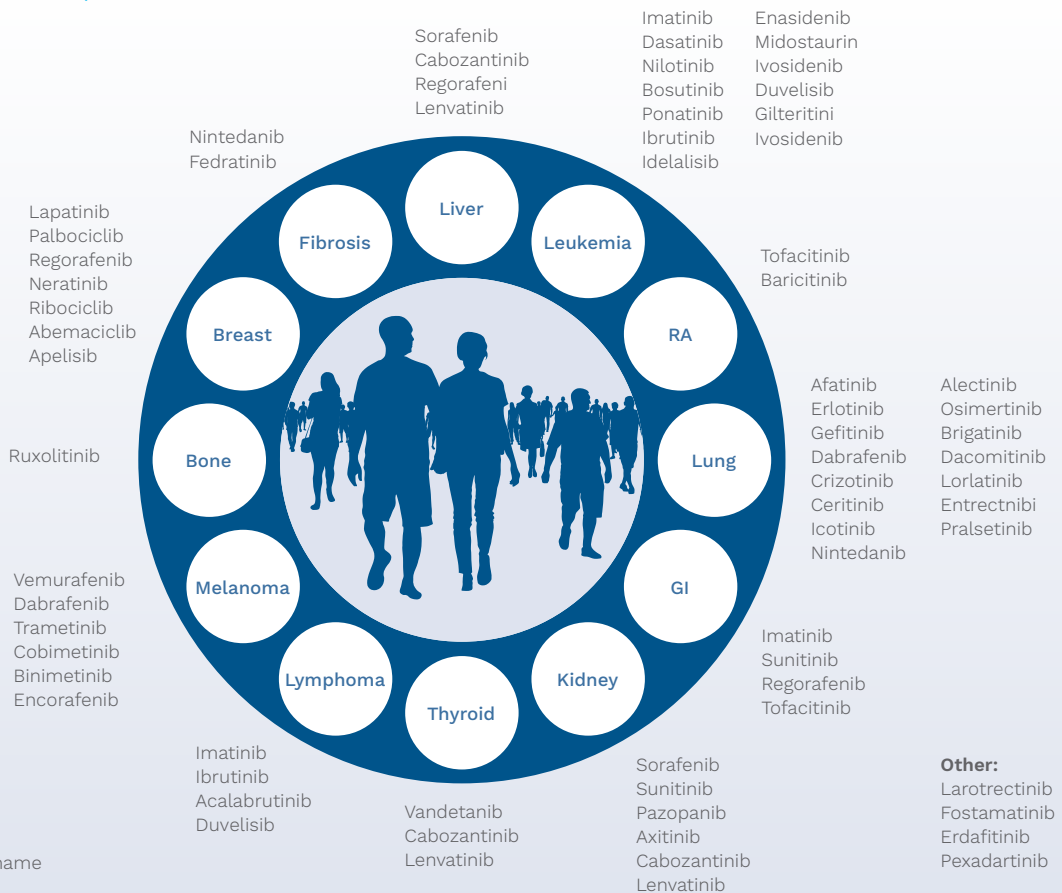 Sorafenib
Cabozantinib
Regorafeni
Lenvatinib
Imatinib
Dasatinib
Nilotinib
Bosutinib
Ponatinib
Ibrutinib
Idelalisib
Enasidenib
Midostaurin
Ivosidenib
Duvelisib
Gilteritini
Ivosidenib
Nintedanib
Fedratinib
Lapatinib
Palbociclib
Regorafenib
Neratinib
Ribociclib
Abemaciclib
Apelisib
Liver
Fibrosis
Leukemia
Breast
RA
Bone
Lung
Melanoma
GI
Lymphoma
Kidney
Thyroid
Tofacitinib
Baricitinib
Ruxolitinib
Afatinib
Erlotinib
Gefitinib
Dabrafenib
Crizotinib
Ceritinib
Icotinib
Nintedanib
Alectinib
Osimertinib
Brigatinib
Dacomitinib
Lorlatinib
Entrectnibi
Pralsetinib
Vemurafenib
Dabrafenib
Trametinib
Cobimetinib
Binimetinib
Encorafenib
Imatinib
Sunitinib
Regorafenib
Tofacitinib
Imatinib
Ibrutinib
Acalabrutinib
Duvelisib
Vandetanib
Cabozantinib
Lenvatinib
Sorafenib
Sunitinib
Pazopanib
Axitinib
Cabozantinib
Lenvatinib
Other:
Larotrectinib
Fostamatinib
Erdafitinib
Pexadartinib